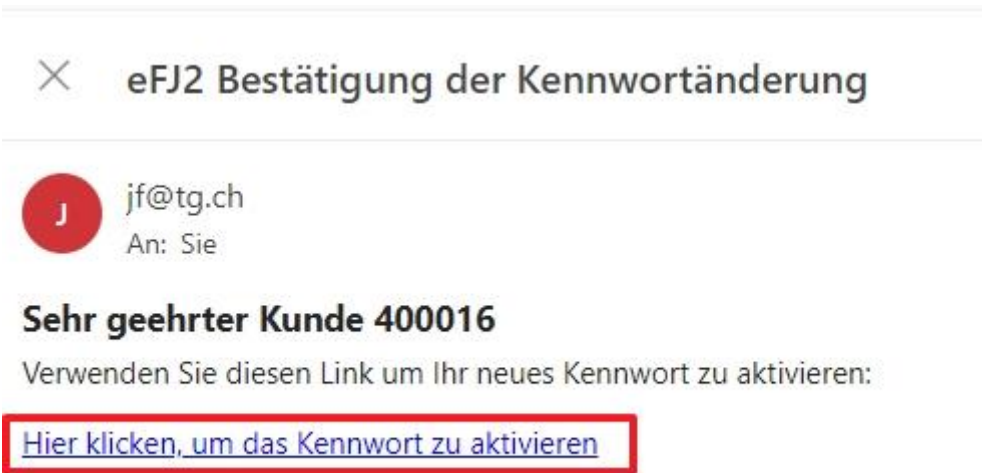 eFJ2 Bestätigung der Kennwortänderung
J
jf@tg.ch
An: Sie
Sehr geehrter Kunde 400016
Verwenden Sie diesen Link um Ihr neues Kennwort zu aktivieren:
Hier klicken, um das Kennwort zu aktivieren